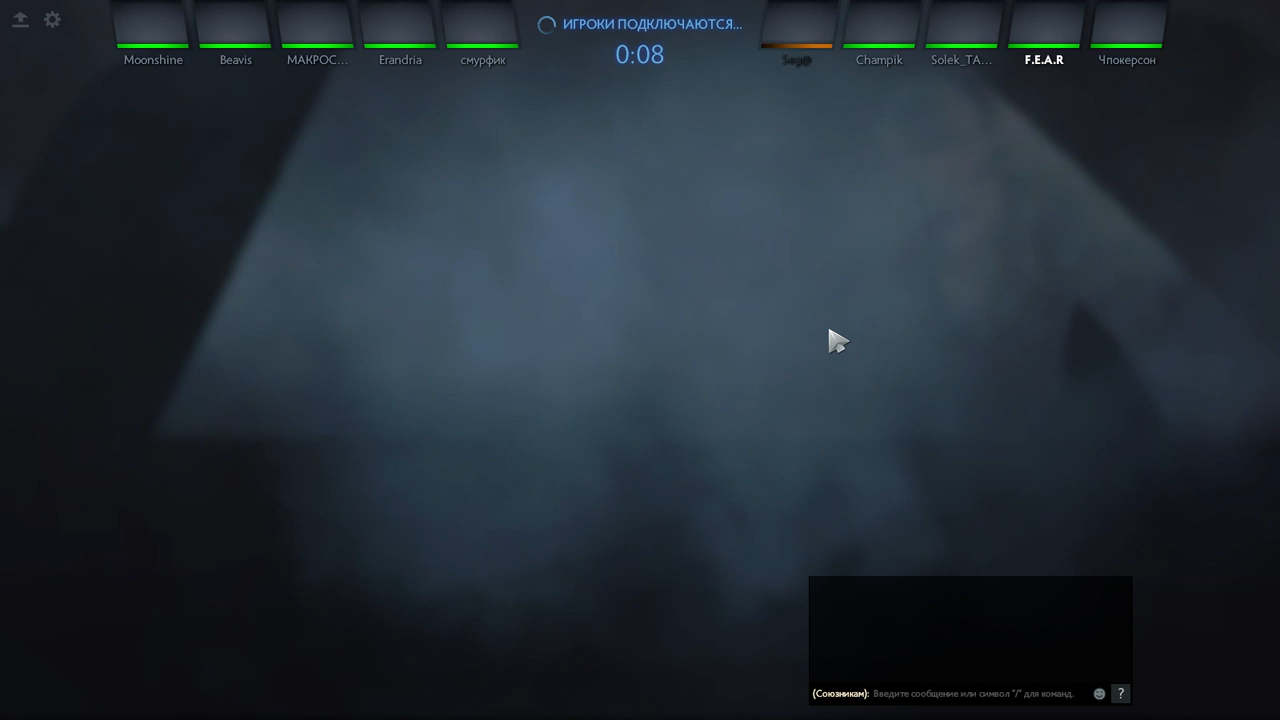 ИГРОКИ ПОДКЛЮЧАЮТСЯ...
0:08
Moonshine
Beavis
МАКРОС...
Erandria
смурфик
Seg@
Champik
Solek_TA...
F.E.A.R
Чпокерсон
(Союзникам): Введите сообщение или символ "/" для команд.
?